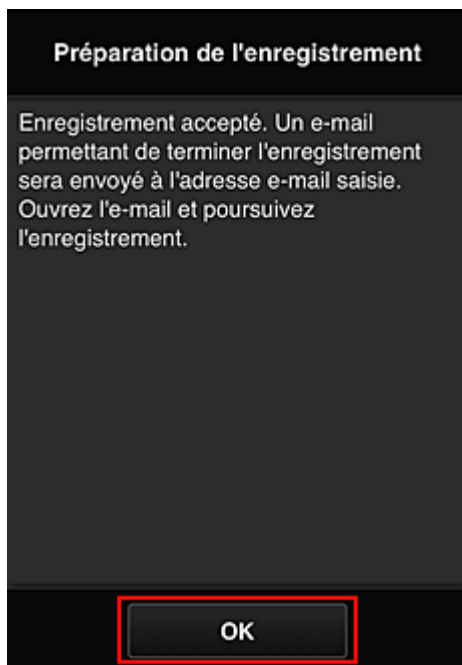 Préparation de l'enregistrement
Enregistrement accepté. Un e-mail
permettant de terminer l'enregistrement
sera envoyé à l'adresse e-mail saisie.
Ouvrez l'e-mail et poursuivez
l'enregistrement.
OK